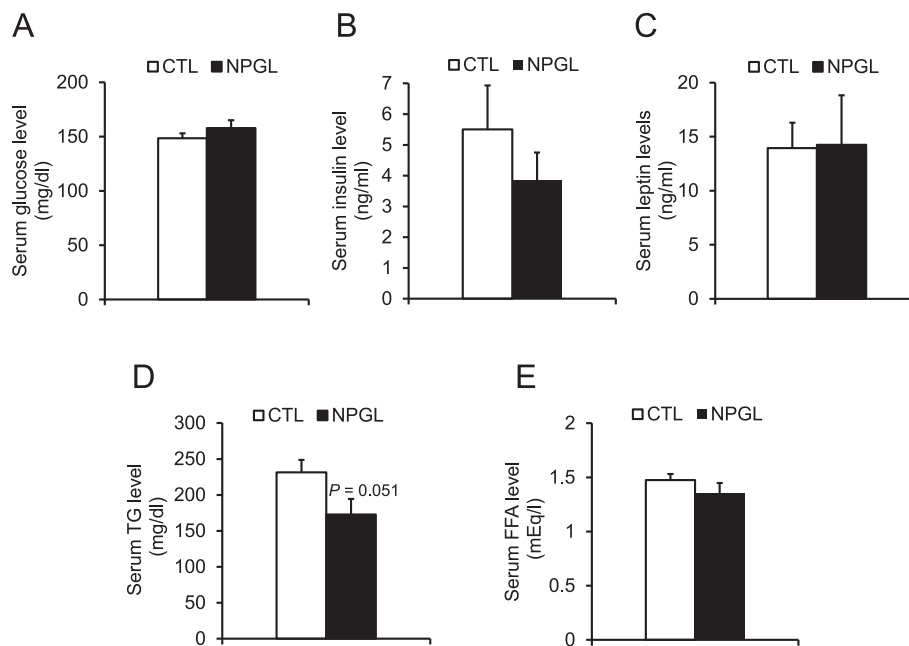 A
CTL NPGL
Serum glucose level
(mg/dl)
200
150
100
50
0
B
CTL NPGL
Serum insulin level
(ng/ml)
7
6
5
4
3
2
1
0
C
CTL NPGL
Serum leptin levels
(ng/ml)
20
15
10
5
0
D
CTL NPGL
Serum TG level
(mg/dl)
300
250
200
150
100
50
0
P = 0.051
E
CTL NPGL
Serum FFA level
(mEq/l)
2
1.5
1
0.5
0